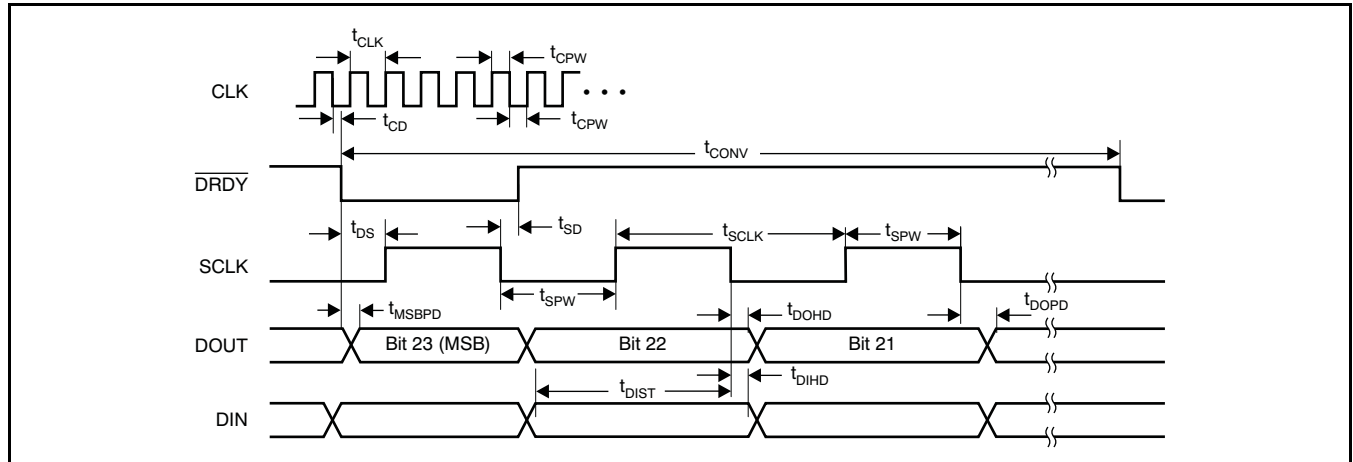 tCLK
tCPW
CLK
• • •
tCD
tCPW
tCONV
DRDY
tDS
tSD
tSCLK
tSPW
SCLK
tSPW
tMSBPD
tDOHD
tDOPD
DOUT
Bit 23 (MSB)
Bit 22
Bit 21
tDIST
tDIHD
DIN